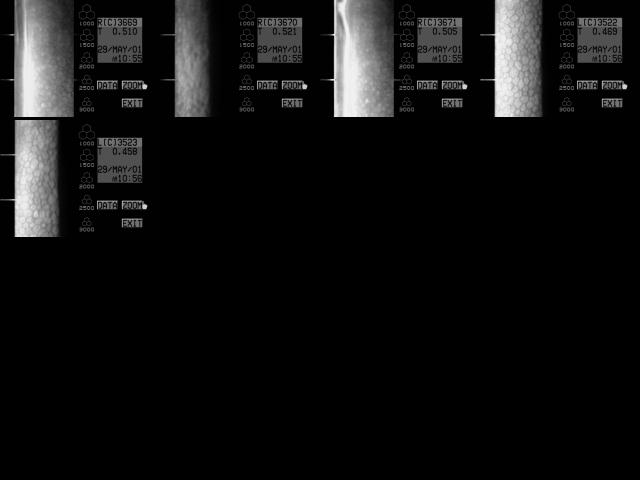 R[C]3669
T 0.510
29/MAY/01
10:55
1000
1500
2000
2500
3000
DATA ZOOM
EXIT
R[C]3670
T 0.521
29/MAY/01
10:55
1000
1500
2000
2500
3000
DATA ZOOM
EXIT
R[C]3671
T 0.505
29/MAY/01
10:55
1000
1500
2000
2500
3000
DATA ZOOM
EXIT
L[C]3522
T 0.469
29/MAY/01
10:56
1000
1500
2000
2500
3000
DATA ZOOM
EXIT
L[C]3523
T 0.458
29/MAY/01
10:56
1000
1500
2000
2500
3000
DATA ZOOM
EXIT